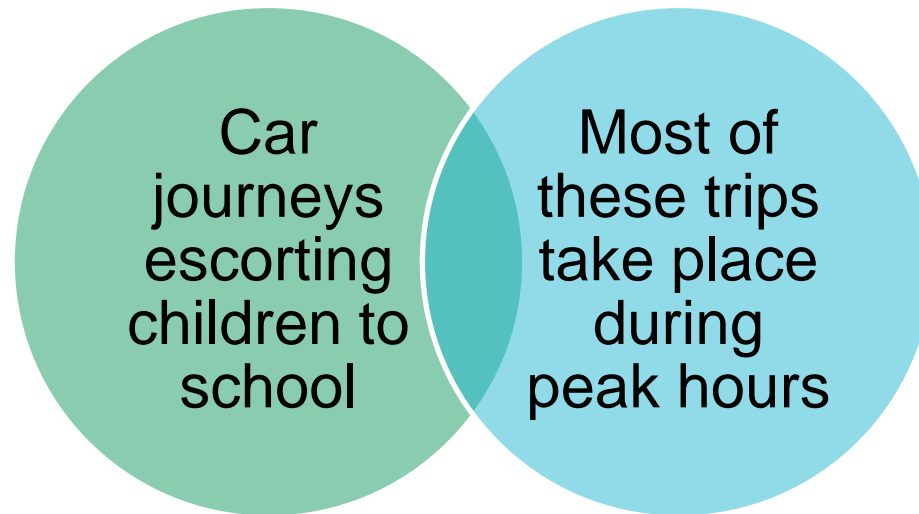 Car
journeys
escorting
children to
school
Most of
these trips
take place
during
peak hours